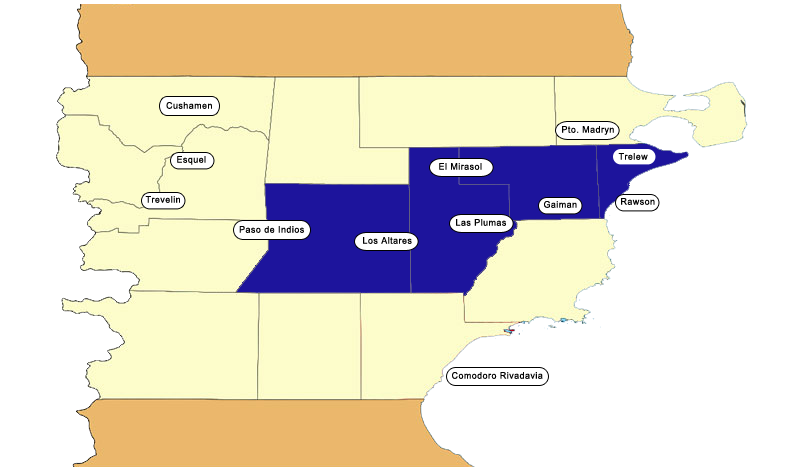 Cushamen
Pto. Madryn
Esquel
Trelew
El Mirasol
Trevelin
Rawson
Gaiman
Las Plumas
Paso de Indios
Los Altares
Comodoro Rivadavia